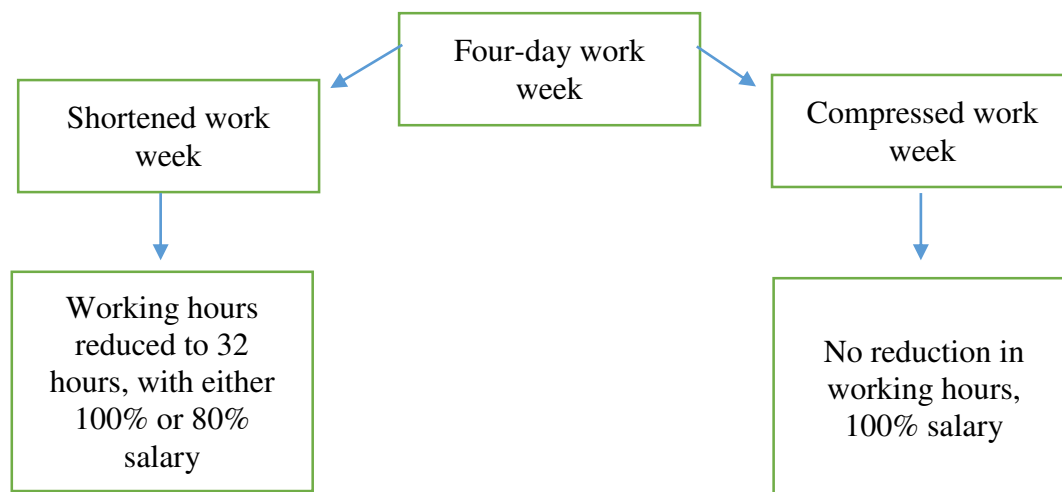 Four-day work
week
Shortened work
week
Compressed work
week
Working hours
reduced to 32
hours, with either
100% or 80%
salary
No reduction in
working hours,
100% salary